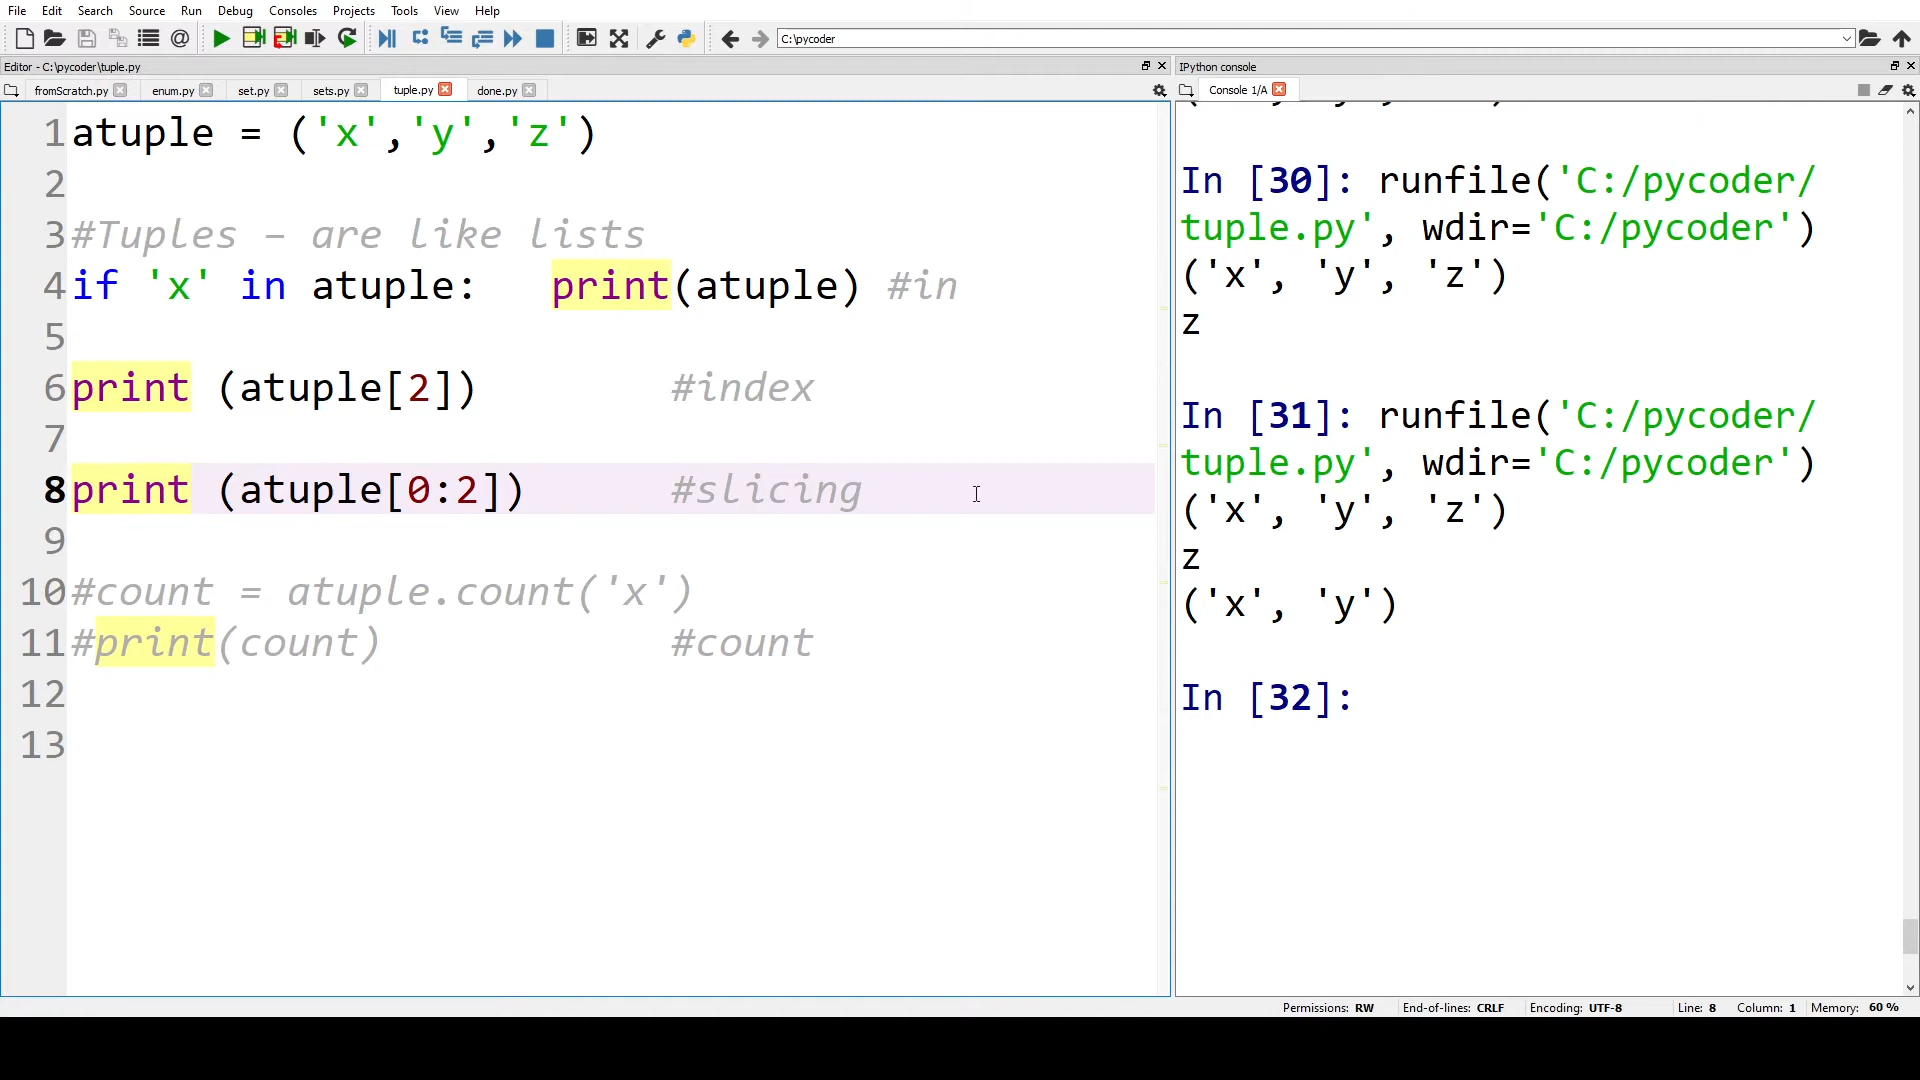 File Edit Search Source Run Debug Consoles Projects Tools View Help
C:\pycoder
Editor - C:\pycoder\tuple.py
fromScratch.py enum.py set.py sets.py tuple.py done.py
1 atuple = ('x','y','z')
2
3 #Tuples – are like lists
4 if 'x' in atuple:   print(atuple) #in
5
6 print (atuple[2])        #index
7
8 print (atuple[0:2])      #slicing
9
10 #count = atuple.count('x')
11 #print(count)            #count
12
13
IPython console
Console 1/A
In [30]: runfile('C:/pycoder/
tuple.py', wdir='C:/pycoder')
('x', 'y', 'z')
z
In [31]: runfile('C:/pycoder/
tuple.py', wdir='C:/pycoder')
('x', 'y', 'z')
z
('x', 'y')
In [32]:
Permissions: RW End-of-lines: CRLF Encoding: UTF-8 Line: 8 Column: 1 Memory: 60 %